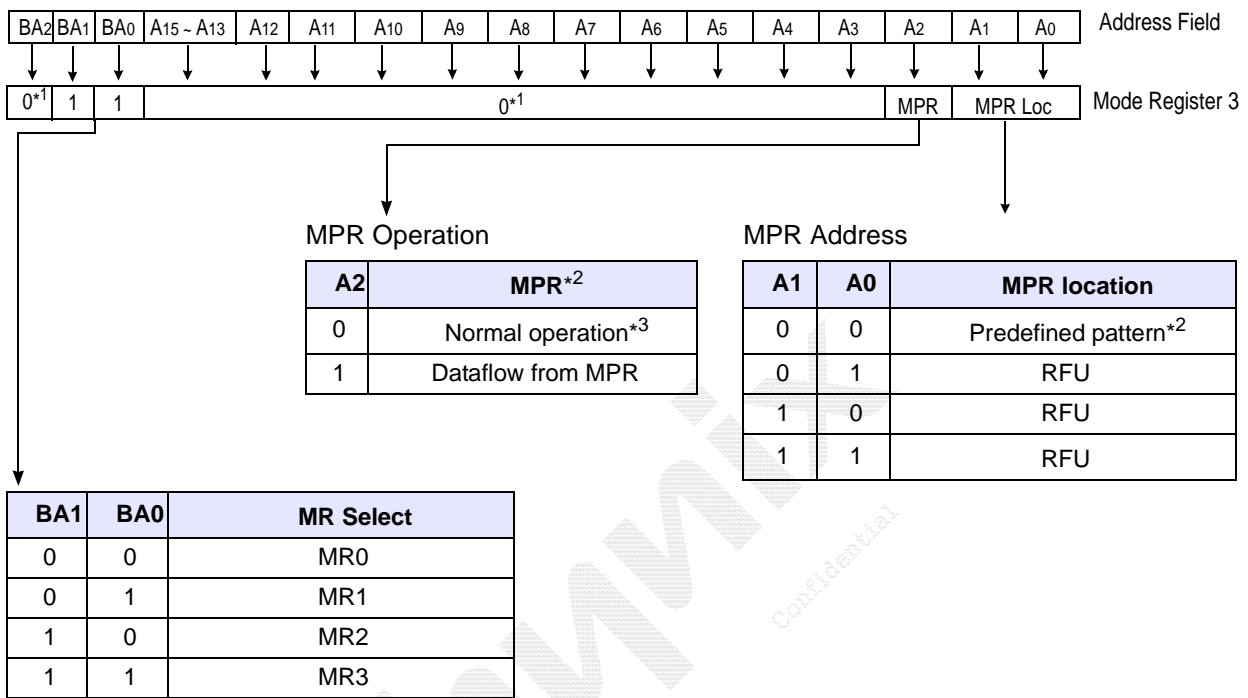 BA2 BA1 BA0 A15 ~ A13 A12 A11 A10 A9 A8 A7 A6 A5 A4 A3 A2 A1 A0 Address Field
0*1 1 1 0*1 MPR MPR Loc Mode Register 3
MPR Operation
A2 MPR*2
0 Normal operation*3
1 Dataflow from MPR
MPR Address
A1 A0 MPR location
0 0 Predefined pattern*2
0 1 RFU
1 0 RFU
1 1 RFU
BA1 BA0 MR Select
0 0 MR0
0 1 MR1
1 0 MR2
1 1 MR3
Confidential